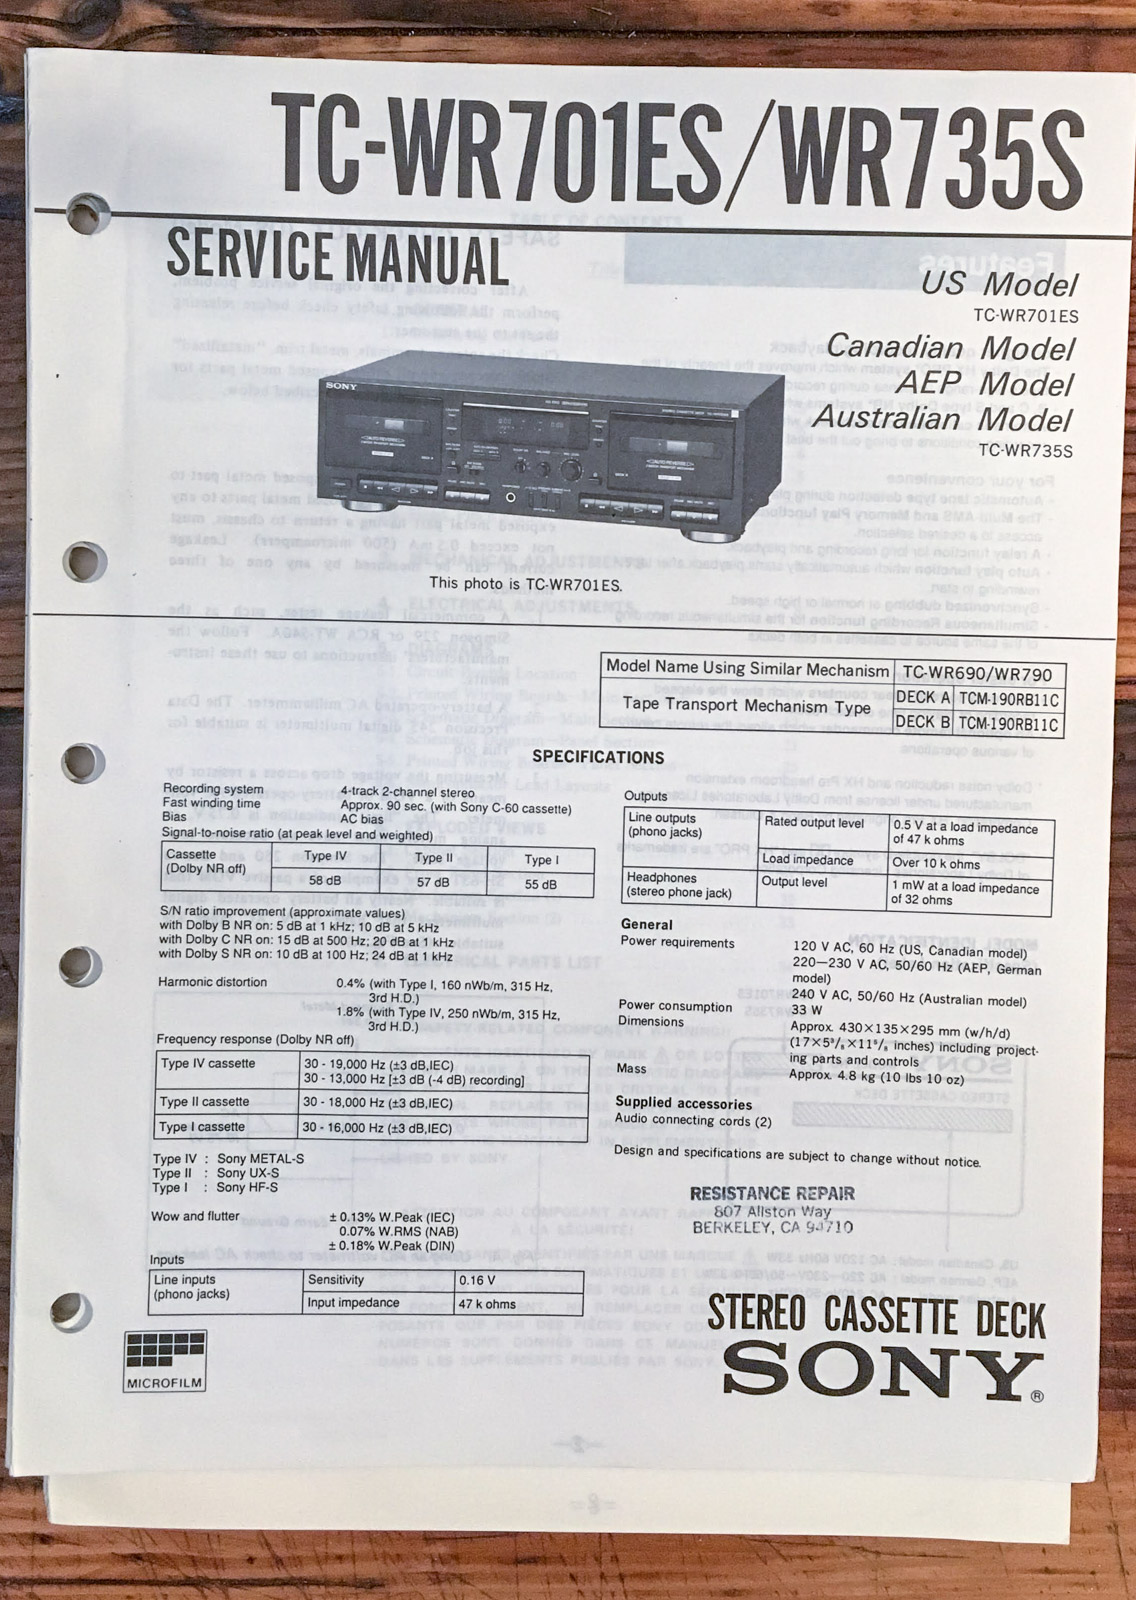 TC-WR701ES/WR735S
SERVICE MANUAL
US Model
TC-WR701ES
Canadian Model
AEP Model
Australian Model
TC-WR735S
SONY
This photo is TC-WR701ES.
Model Name Using Similar Mechanism TC-WR690/WR790
Tape Transport Mechanism Type DECK A TCM-190RB11C
DECK B TCM-190RB11C
SPECIFICATIONS
Recording system 4-track 2-channel stereo
Fast winding time Approx. 90 sec. (with Sony C-60 cassette)
Bias AC bias
Signal-to-noise ratio (at peak level and weighted)
Cassette Type IV Type II Type I
(Dolby NR off) 58 dB 57 dB 55 dB
S/N ratio improvement (approximate values)
with Dolby B NR on: 5 dB at 1 kHz; 10 dB at 5 kHz
with Dolby C NR on: 15 dB at 500 Hz; 20 dB at 1 kHz
with Dolby S NR on: 10 dB at 100 Hz; 24 dB at 1 kHz
Harmonic distortion 0.4% (with Type I, 160 nWb/m, 315 Hz,
3rd H.D.)
1.8% (with Type IV, 250 nWb/m, 315 Hz,
3rd H.D.)
Frequency response (Dolby NR off)
Type IV cassette 30 - 19,000 Hz (±3 dB,IEC)
30 - 13,000 Hz [±3 dB (-4 dB) recording]
Type II cassette 30 - 18,000 Hz (±3 dB,IEC)
Type I cassette 30 - 16,000 Hz (±3 dB,IEC)
Type IV : Sony METAL-S
Type II : Sony UX-S
Type I : Sony HF-S
Wow and flutter ± 0.13% W.Peak (IEC)
0.07% W.RMS (NAB)
± 0.18% W.Peak (DIN)
Inputs
Line inputs Sensitivity 0.16 V
(phono jacks) Input impedance 47 k ohms
MICROFILM
Outputs
Line outputs Rated output level 0.5 V at a load impedance
(phono jacks) of 47 k ohms
Load impedance Over 10 k ohms
Headphones Output level 1 mW at a load impedance
(stereo phone jack) of 32 ohms
General
Power requirements 120 V AC, 60 Hz (US, Canadian model)
220–230 V AC, 50/60 Hz (AEP, German
model)
240 V AC, 50/60 Hz (Australian model)
Power consumption 33 W
Dimensions Approx. 430×135×295 mm (w/h/d)
(17×5³/₈×11⁵/₈ inches) including project-
ing parts and controls
Mass Approx. 4.8 kg (10 lbs 10 oz)
Supplied accessories
Audio connecting cords (2)
Design and specifications are subject to change without notice.
RESISTANCE REPAIR
807 Allston Way
BERKELEY, CA 94710
STEREO CASSETTE DECK
SONY®